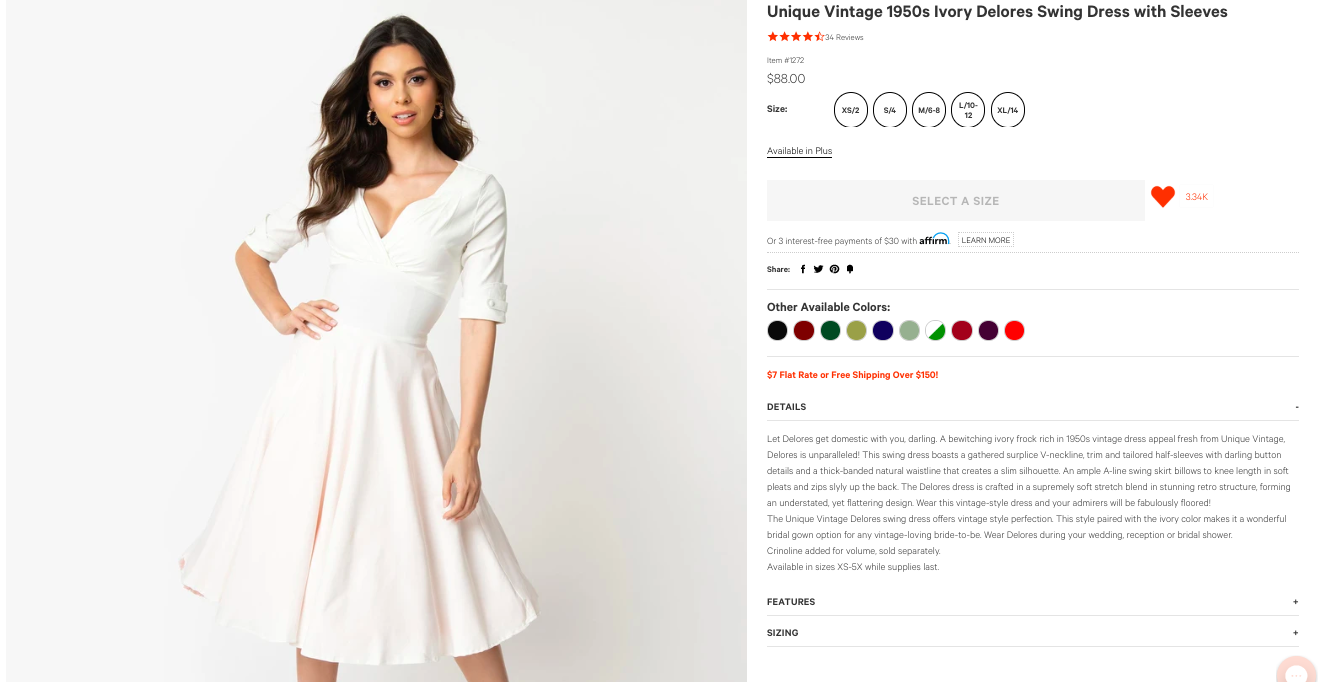 Unique Vintage 1950s Ivory Delores Swing Dress with Sleeves
34 Reviews
Item #1272
$88.00
Size:
XS/2
S/4
M/6-8
L/10-
12
XL/14
Available in Plus
SELECT A SIZE
3.34K
Or 3 interest-free payments of $30 with affirm LEARN MORE
Share:
Other Available Colors:
$7 Flat Rate or Free Shipping Over $150!
DETAILS -
Let Delores get domestic with you, darling. A bewitching ivory frock rich in 1950s vintage dress appeal fresh from Unique Vintage,
Delores is unparalleled! This swing dress boasts a gathered surplice V-neckline, trim and tailored half-sleeves with darling button
details and a thick-banded natural waistline that creates a slim silhouette. An ample A-line swing skirt billows to knee length in soft
pleats and zips slyly up the back. The Delores dress is crafted in a supremely soft stretch blend in stunning retro structure, forming
an understated, yet flattering design. Wear this vintage-style dress and your admirers will be fabulously floored!
The Unique Vintage Delores swing dress offers vintage style perfection. This style paired with the ivory color makes it a wonderful
bridal gown option for any vintage-loving bride-to-be. Wear Delores during your wedding, reception or bridal shower.
Crinoline added for volume, sold separately.
Available in sizes XS-5X while supplies last.
FEATURES +
SIZING +